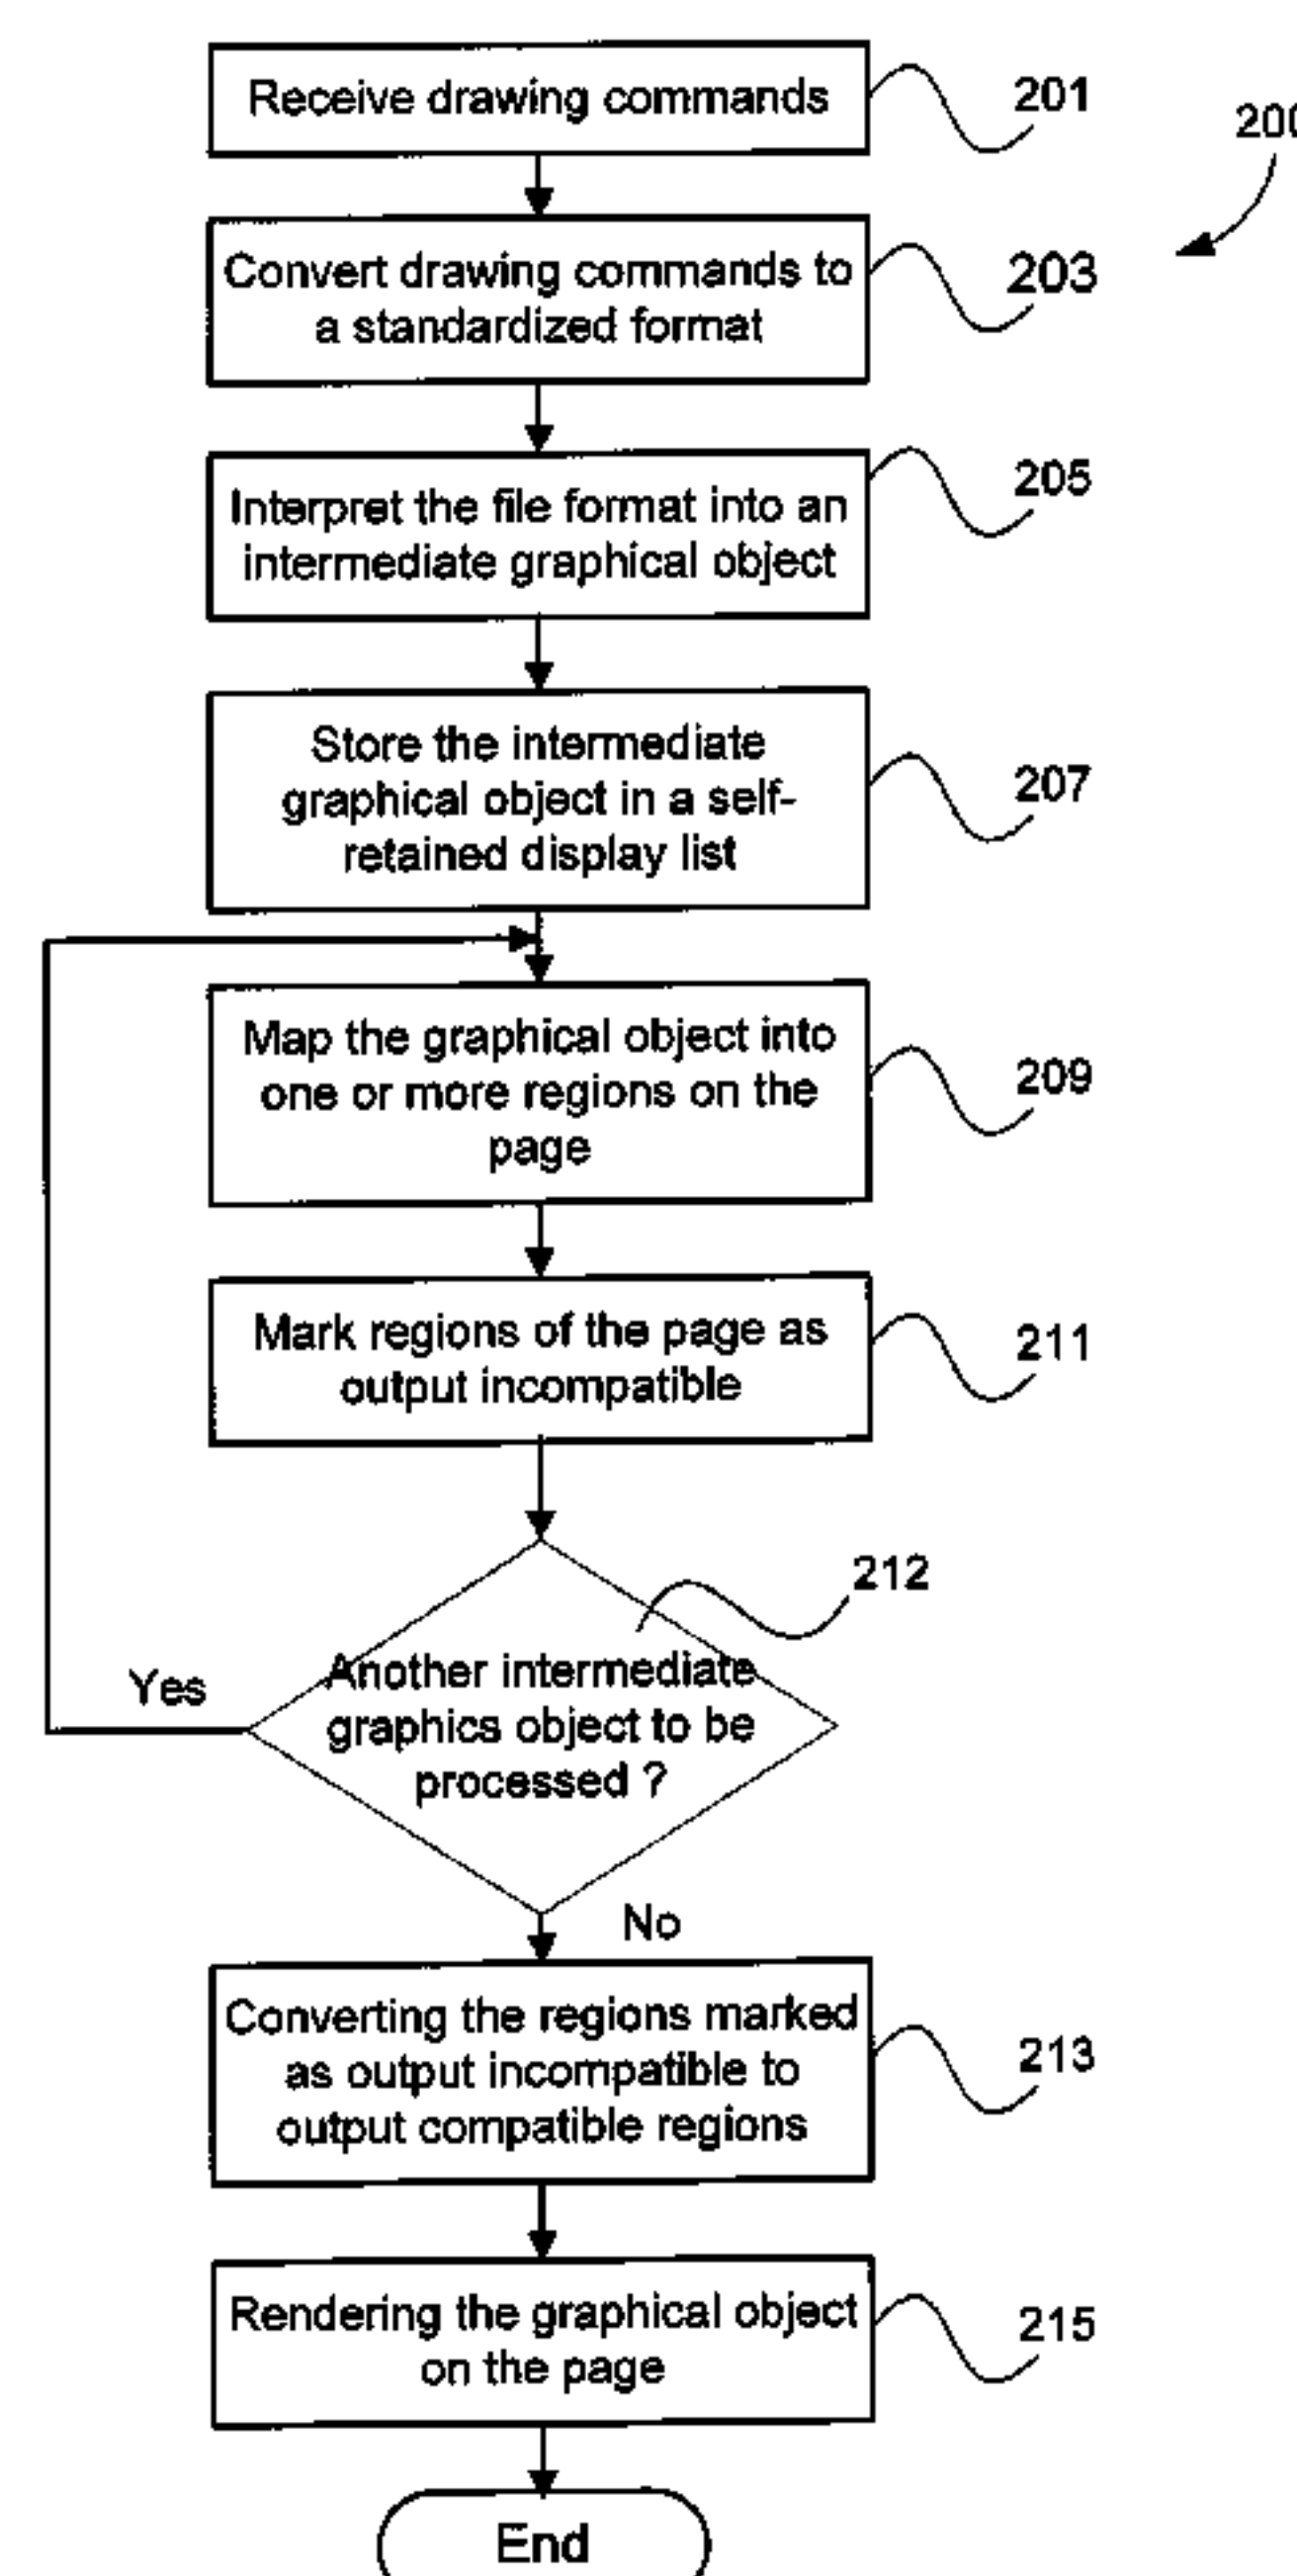 Receive drawing commands
201
200
Convert drawing commands to
a standardized format
203
Interpret the file format into an
intermediate graphical object
205
Store the intermediate
graphical object in a self-
retained display list
207
Map the graphical object into
one or more regions on the
page
209
Mark regions of the page as
output incompatible
211
212
Another intermediate
graphics object to be
processed ?
Yes
No
Converting the regions marked
as output incompatible to
output compatible regions
213
Rendering the graphical object
on the page
215
End